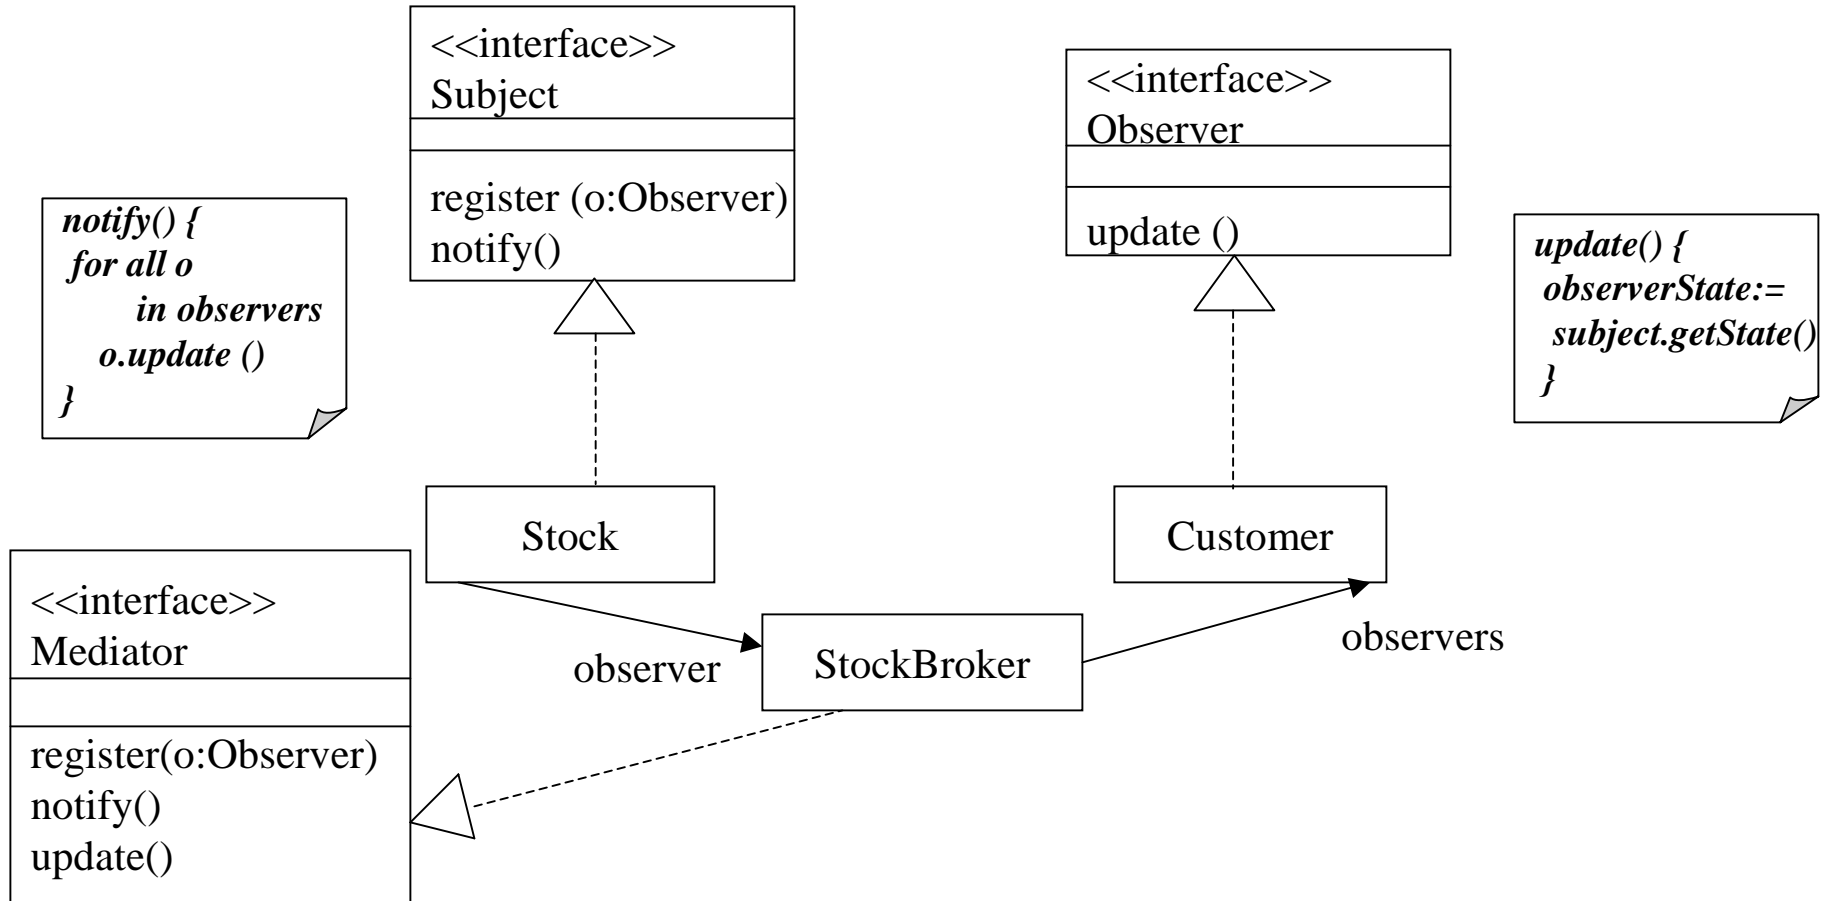 <<interface>>
Subject
register (o:Observer)
notify()
<<interface>>
Observer
update ()
notify() {
for all o
in observers
o.update ()
}
update() {
observerState:=
subject.getState()
}
Stock
Customer
<<interface>>
Mediator
register(o:Observer)
notify()
update()
observer
StockBroker
observers